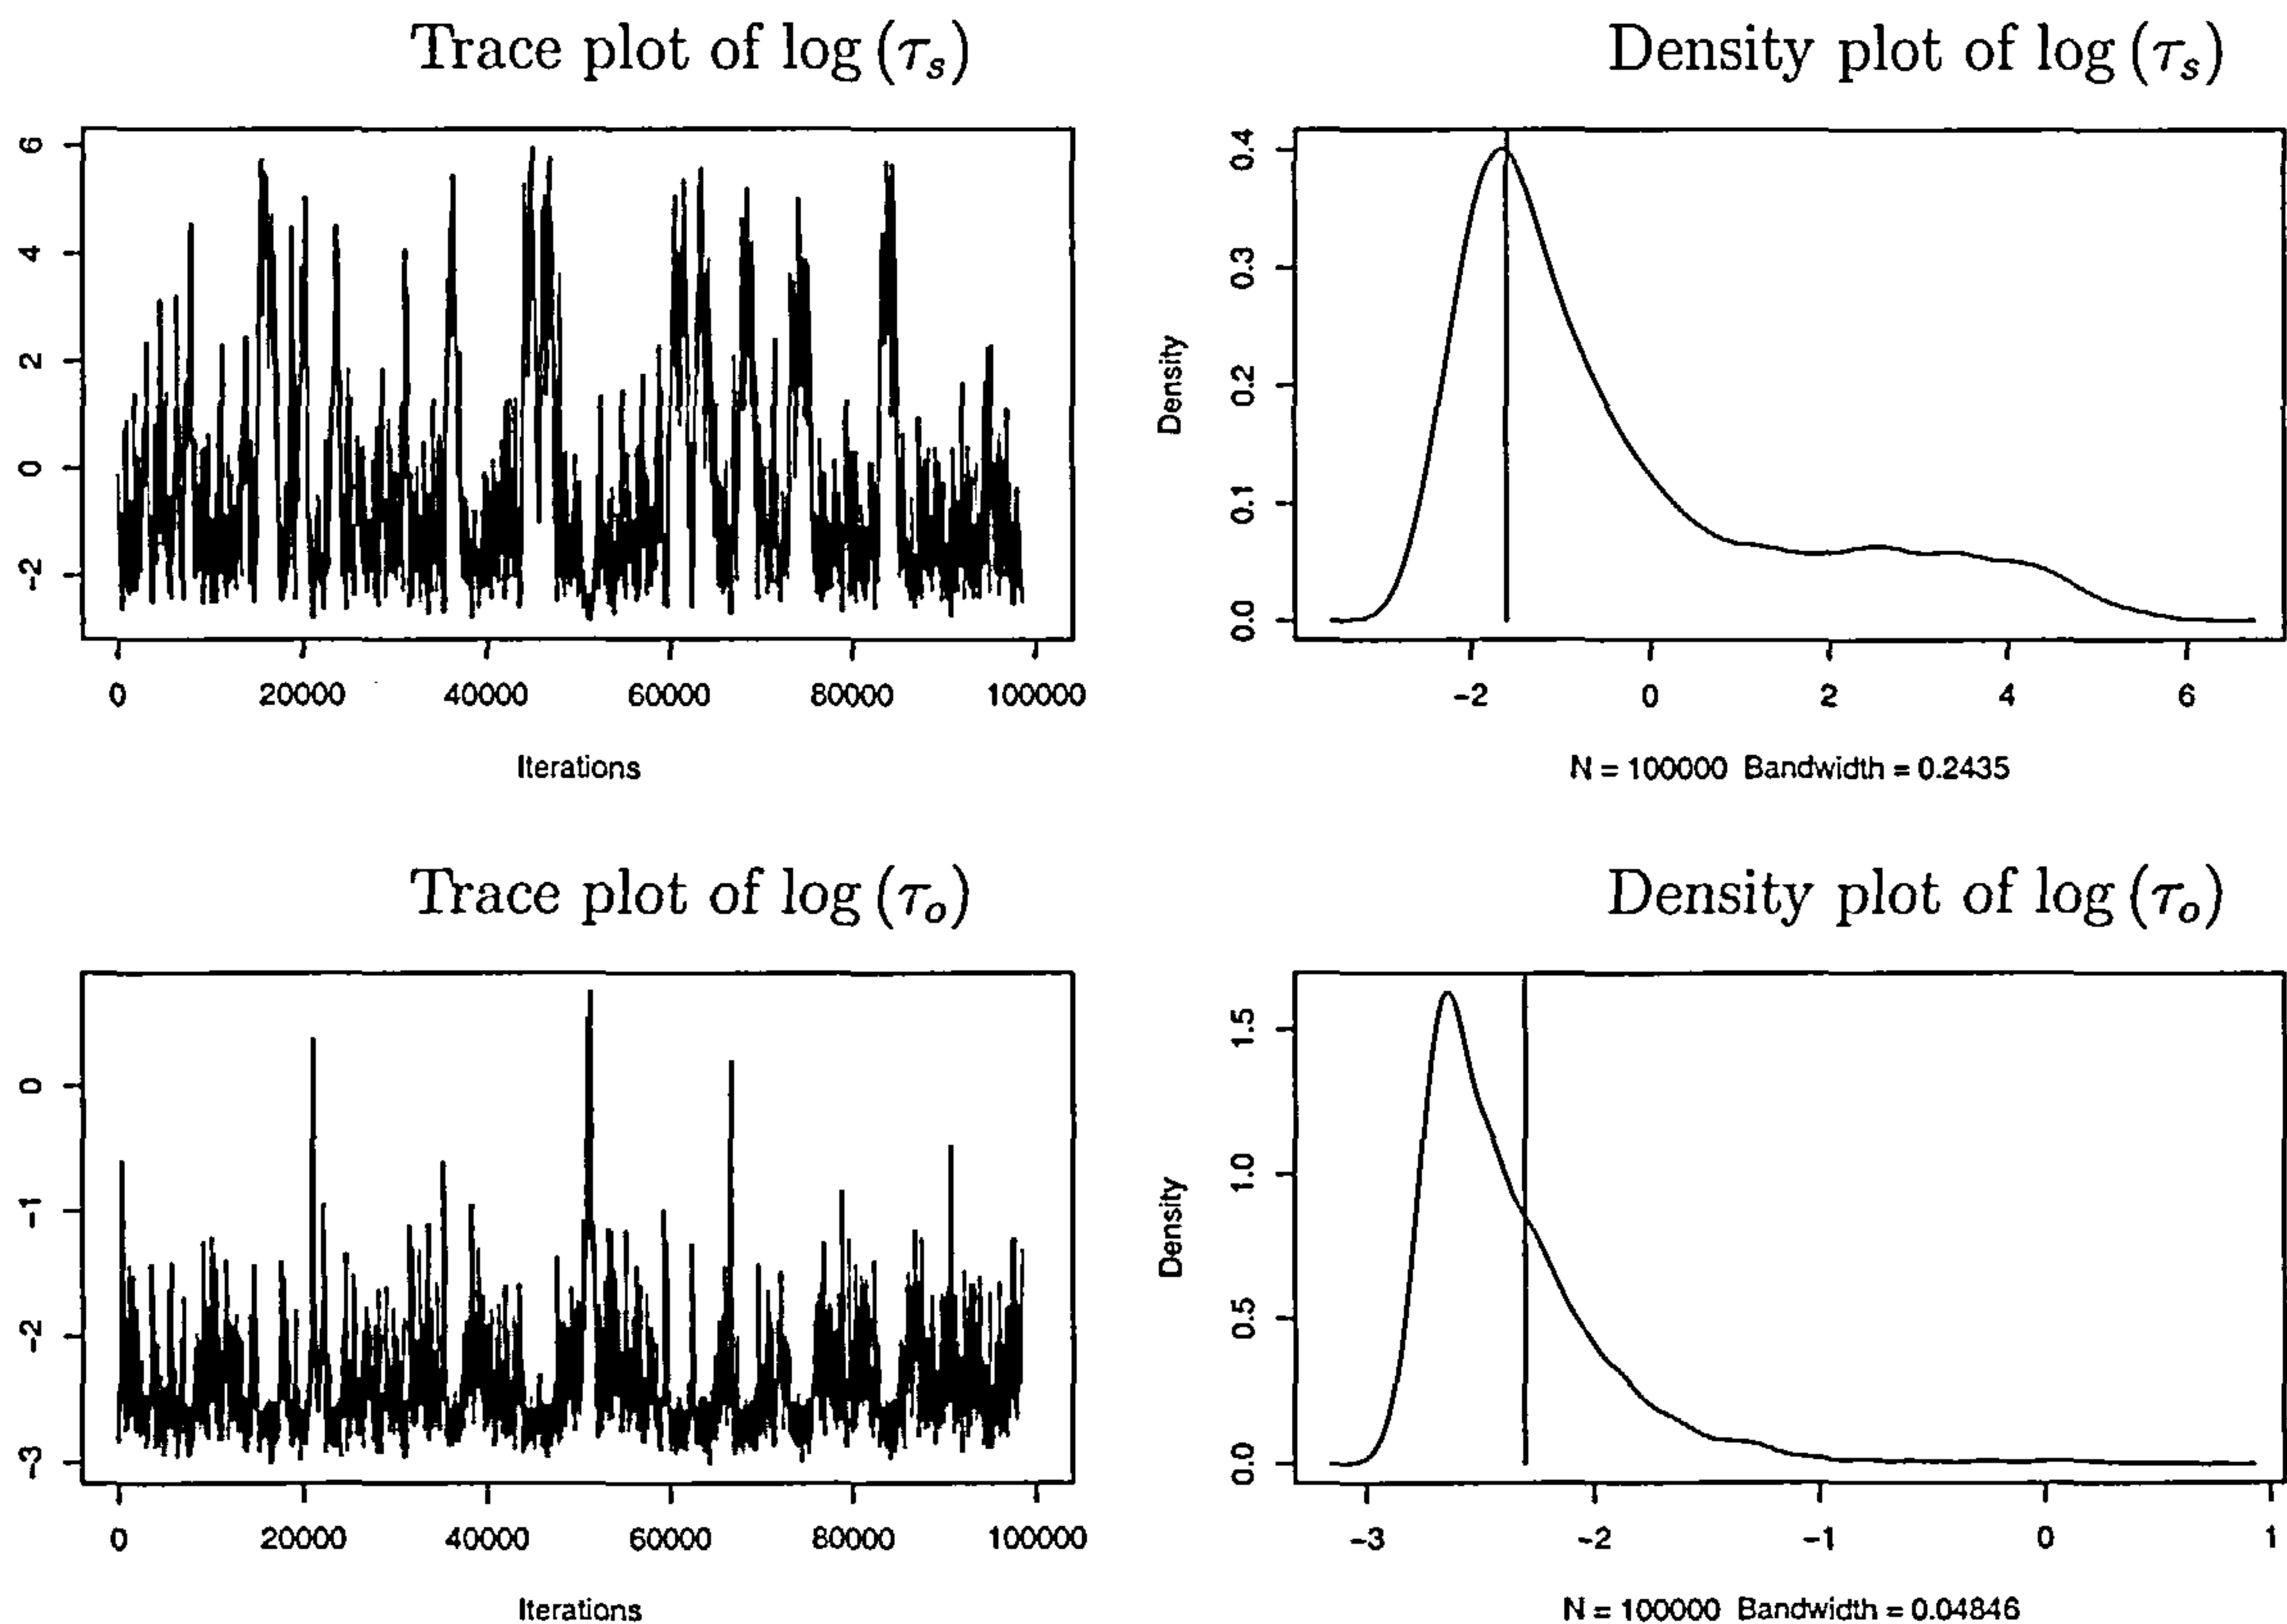 Trace plot of log (τ_s)
Density plot of log (τ_s)
6
4
2
0
-2
0 20000 40000 60000 80000 100000
Iterations
Density
0.4
0.3
0.2
0.1
0.0
-2 0 2 4 6
N = 100000 Bandwidth = 0.2435
Trace plot of log (τ_o)
Density plot of log (τ_o)
0
-1
-2
-3
0 20000 40000 60000 80000 100000
Iterations
Density
1.5
1.0
0.5
0.0
-3 -2 -1 0 1
N = 100000 Bandwidth = 0.04846